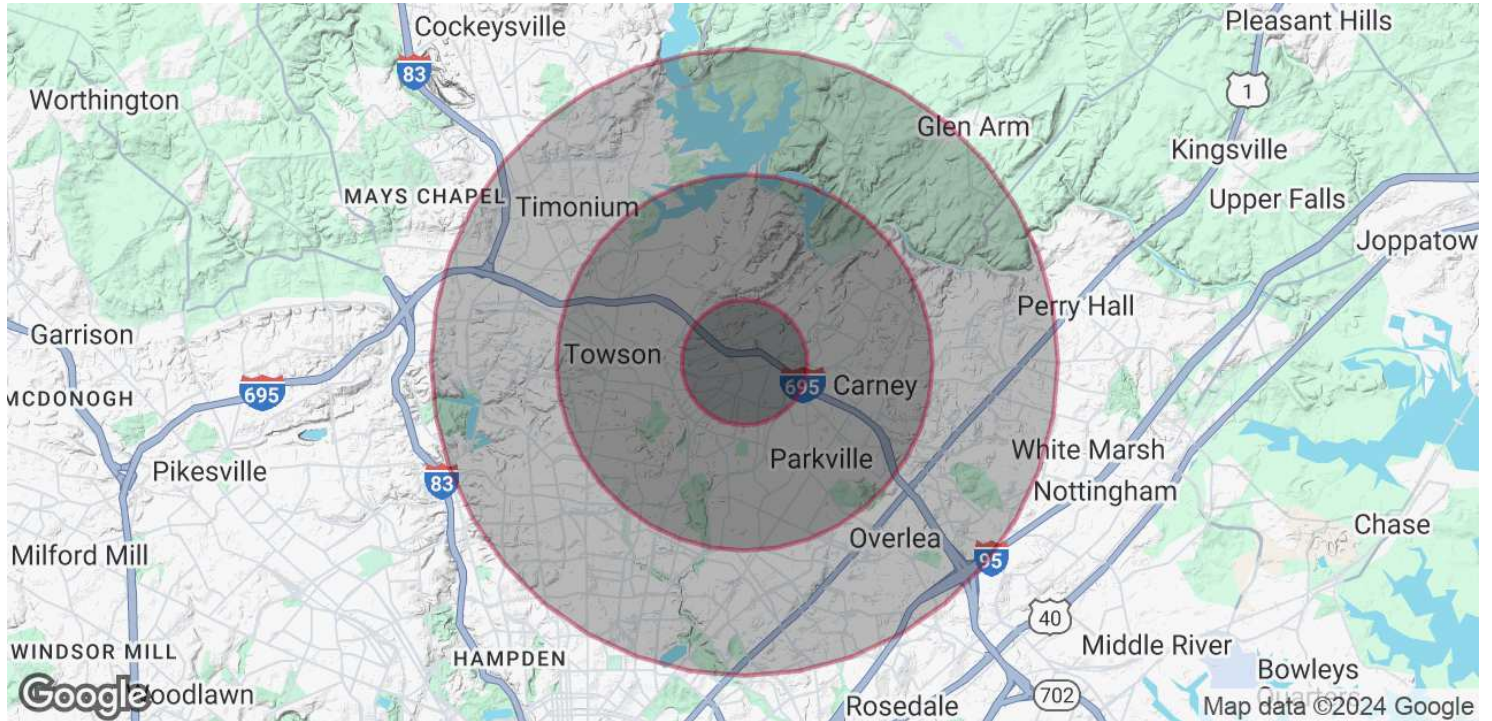 Cockeysville
Pleasant Hills
83
Worthington
1
Glen Arm
Kingsville
MAYS CHAPEL
Timonium
Upper Falls
Joppatow
Perry Hall
Garrison
Towson
695
Carney
MCDONOGH
695
White Marsh
Parkville
Pikesville
83
Nottingham
Chase
Overlea
Milford Mill
95
40
Middle River
WINDSOR MILL
HAMPDEN
Bowleys
Quarters
Google
Woodlawn
Rosedale
702
Map data ©2024 Google